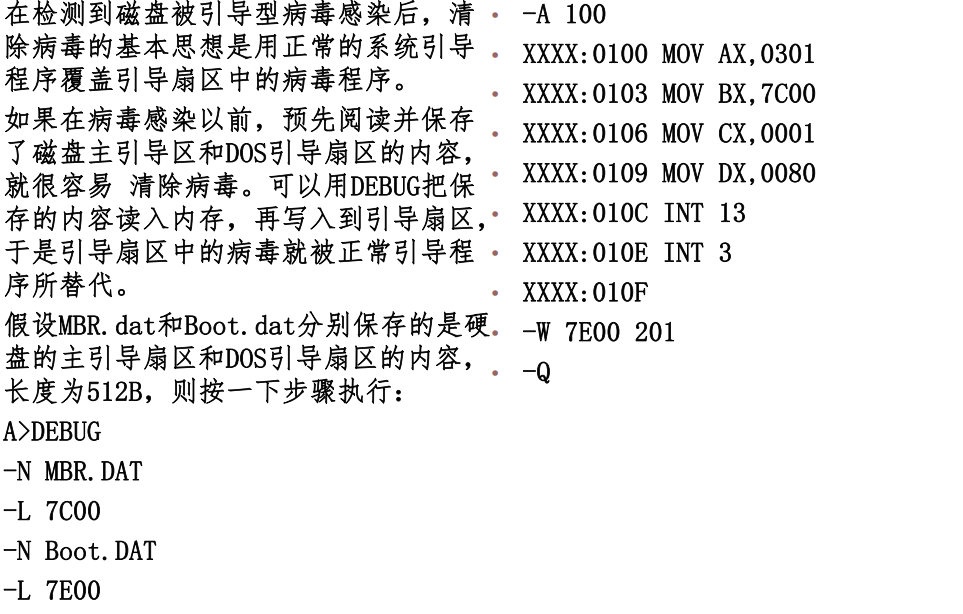 在检测到磁盘被引导型病毒感染后，清
除病毒的基本思想是用正常的系统引导
程序覆盖引导扇区中的病毒程序。
如果在病毒感染以前，预先阅读并保存
了磁盘主引导区和DOS引导扇区的内容，
就很容易 清除病毒。可以用DEBUG把保
存的内容读入内存，再写入到引导扇区，
于是引导扇区中的病毒就被正常引导程
序所替代。
假设MBR.dat和Boot.dat分别保存的是硬
盘的主引导扇区和DOS引导扇区的内容，
长度为512B，则按一下步骤执行：
A>DEBUG
-N MBR.DAT
-L 7C00
-N Boot.DAT
-L 7E00
• -A 100
• XXXX:0100 MOV AX,0301
• XXXX:0103 MOV BX,7C00
• XXXX:0106 MOV CX,0001
• XXXX:0109 MOV DX,0080
• XXXX:010C INT 13
• XXXX:010E INT 3
• XXXX:010F
• -W 7E00 201
• -Q